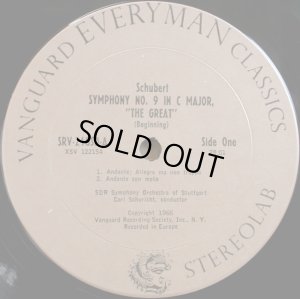 VANGUARD EVERYMAN CLASSICS
Schubert
SYMPHONY NO. 9 IN C MAJOR,
"THE GREAT"
(Beginning)
SOLD OUT
Side One
1. Andante; Allegro ma non
2. Andante con moto
SDR Symphony Orchestra of Stuttgart
Carl Schuricht, conductor
Copyright 1966
Vanguard Recording Society, Inc., N. Y.
Recorded in Europe
STEREOLAB